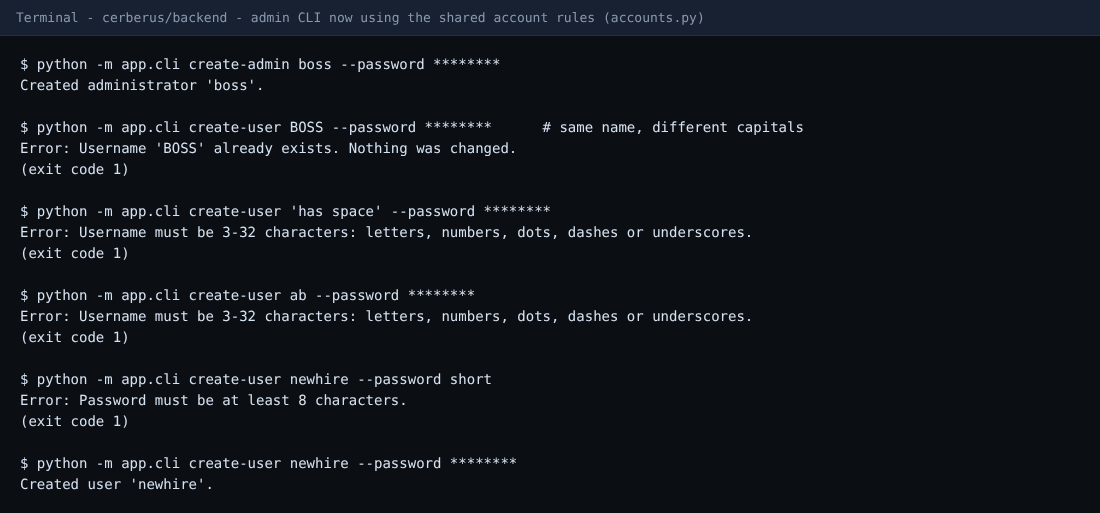 Terminal - cerberus/backend - admin CLI now using the shared account rules (accounts.py)
$ python -m app.cli create-admin boss --password ********
Created administrator 'boss'.
$ python -m app.cli create-user BOSS --password ********      # same name, different capitals
Error: Username 'BOSS' already exists. Nothing was changed.
(exit code 1)
$ python -m app.cli create-user 'has space' --password ********
Error: Username must be 3-32 characters: letters, numbers, dots, dashes or underscores.
(exit code 1)
$ python -m app.cli create-user ab --password ********
Error: Username must be 3-32 characters: letters, numbers, dots, dashes or underscores.
(exit code 1)
$ python -m app.cli create-user newhire --password short
Error: Password must be at least 8 characters.
(exit code 1)
$ python -m app.cli create-user newhire --password ********
Created user 'newhire'.